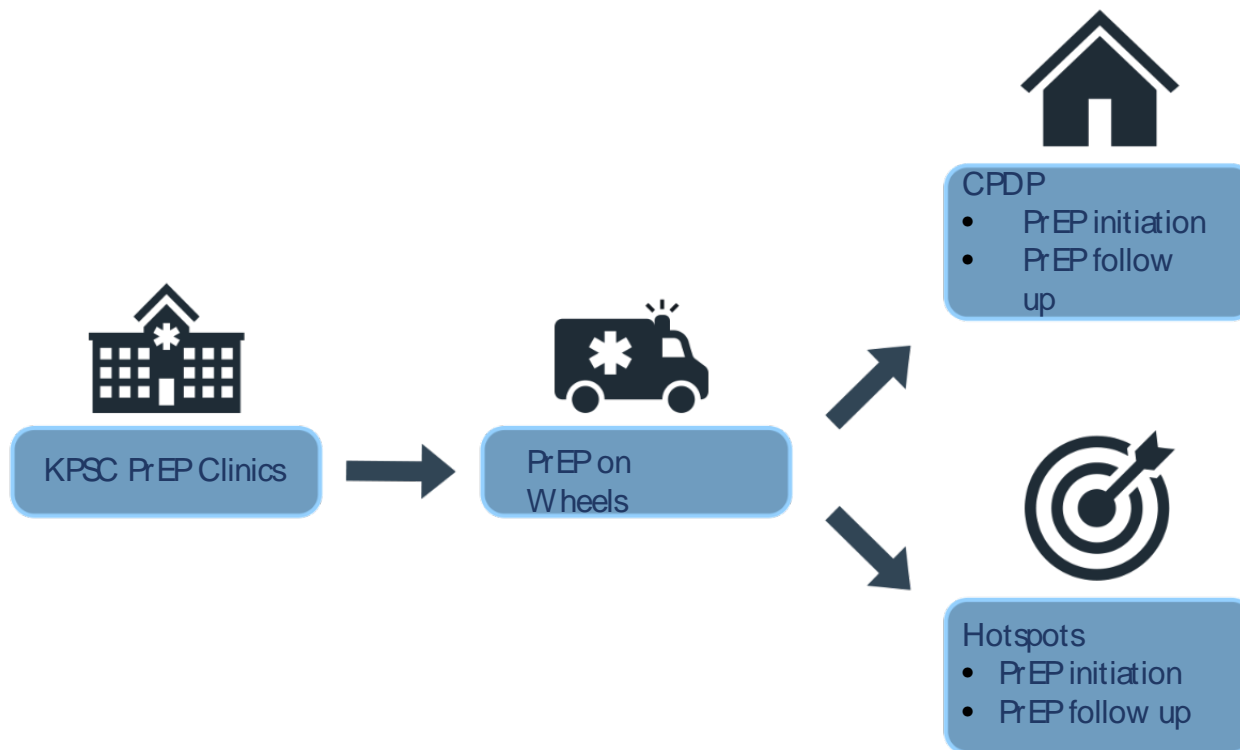 KPSC PrEP Clinics
PrEP on
Wheels
CPDP
• PrEP initiation
• PrEP follow
up
Hotspots
• PrEP initiation
• PrEP follow up